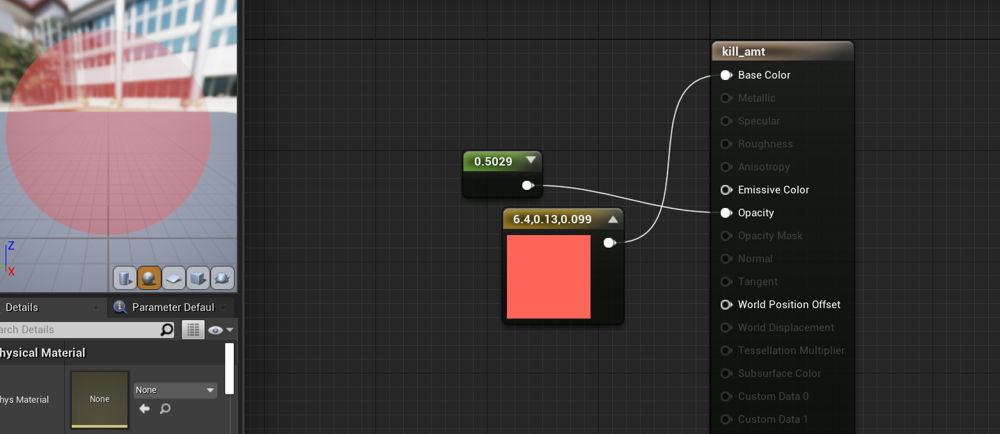 kill_amt
Base Color
Metallic
Specular
Roughness
Anisotropy
Emissive Color
Opacity
Opacity Mask
Normal
Tangent
World Position Offset
World Displacement
Tessellation Multiplier
Subsurface Color
Custom Data 0
Custom Data 1
0.5029
6.4,0.13,0.099
Z
X
Details
Parameter Defaul
arch Details
hysical Material
hys Material
None
None